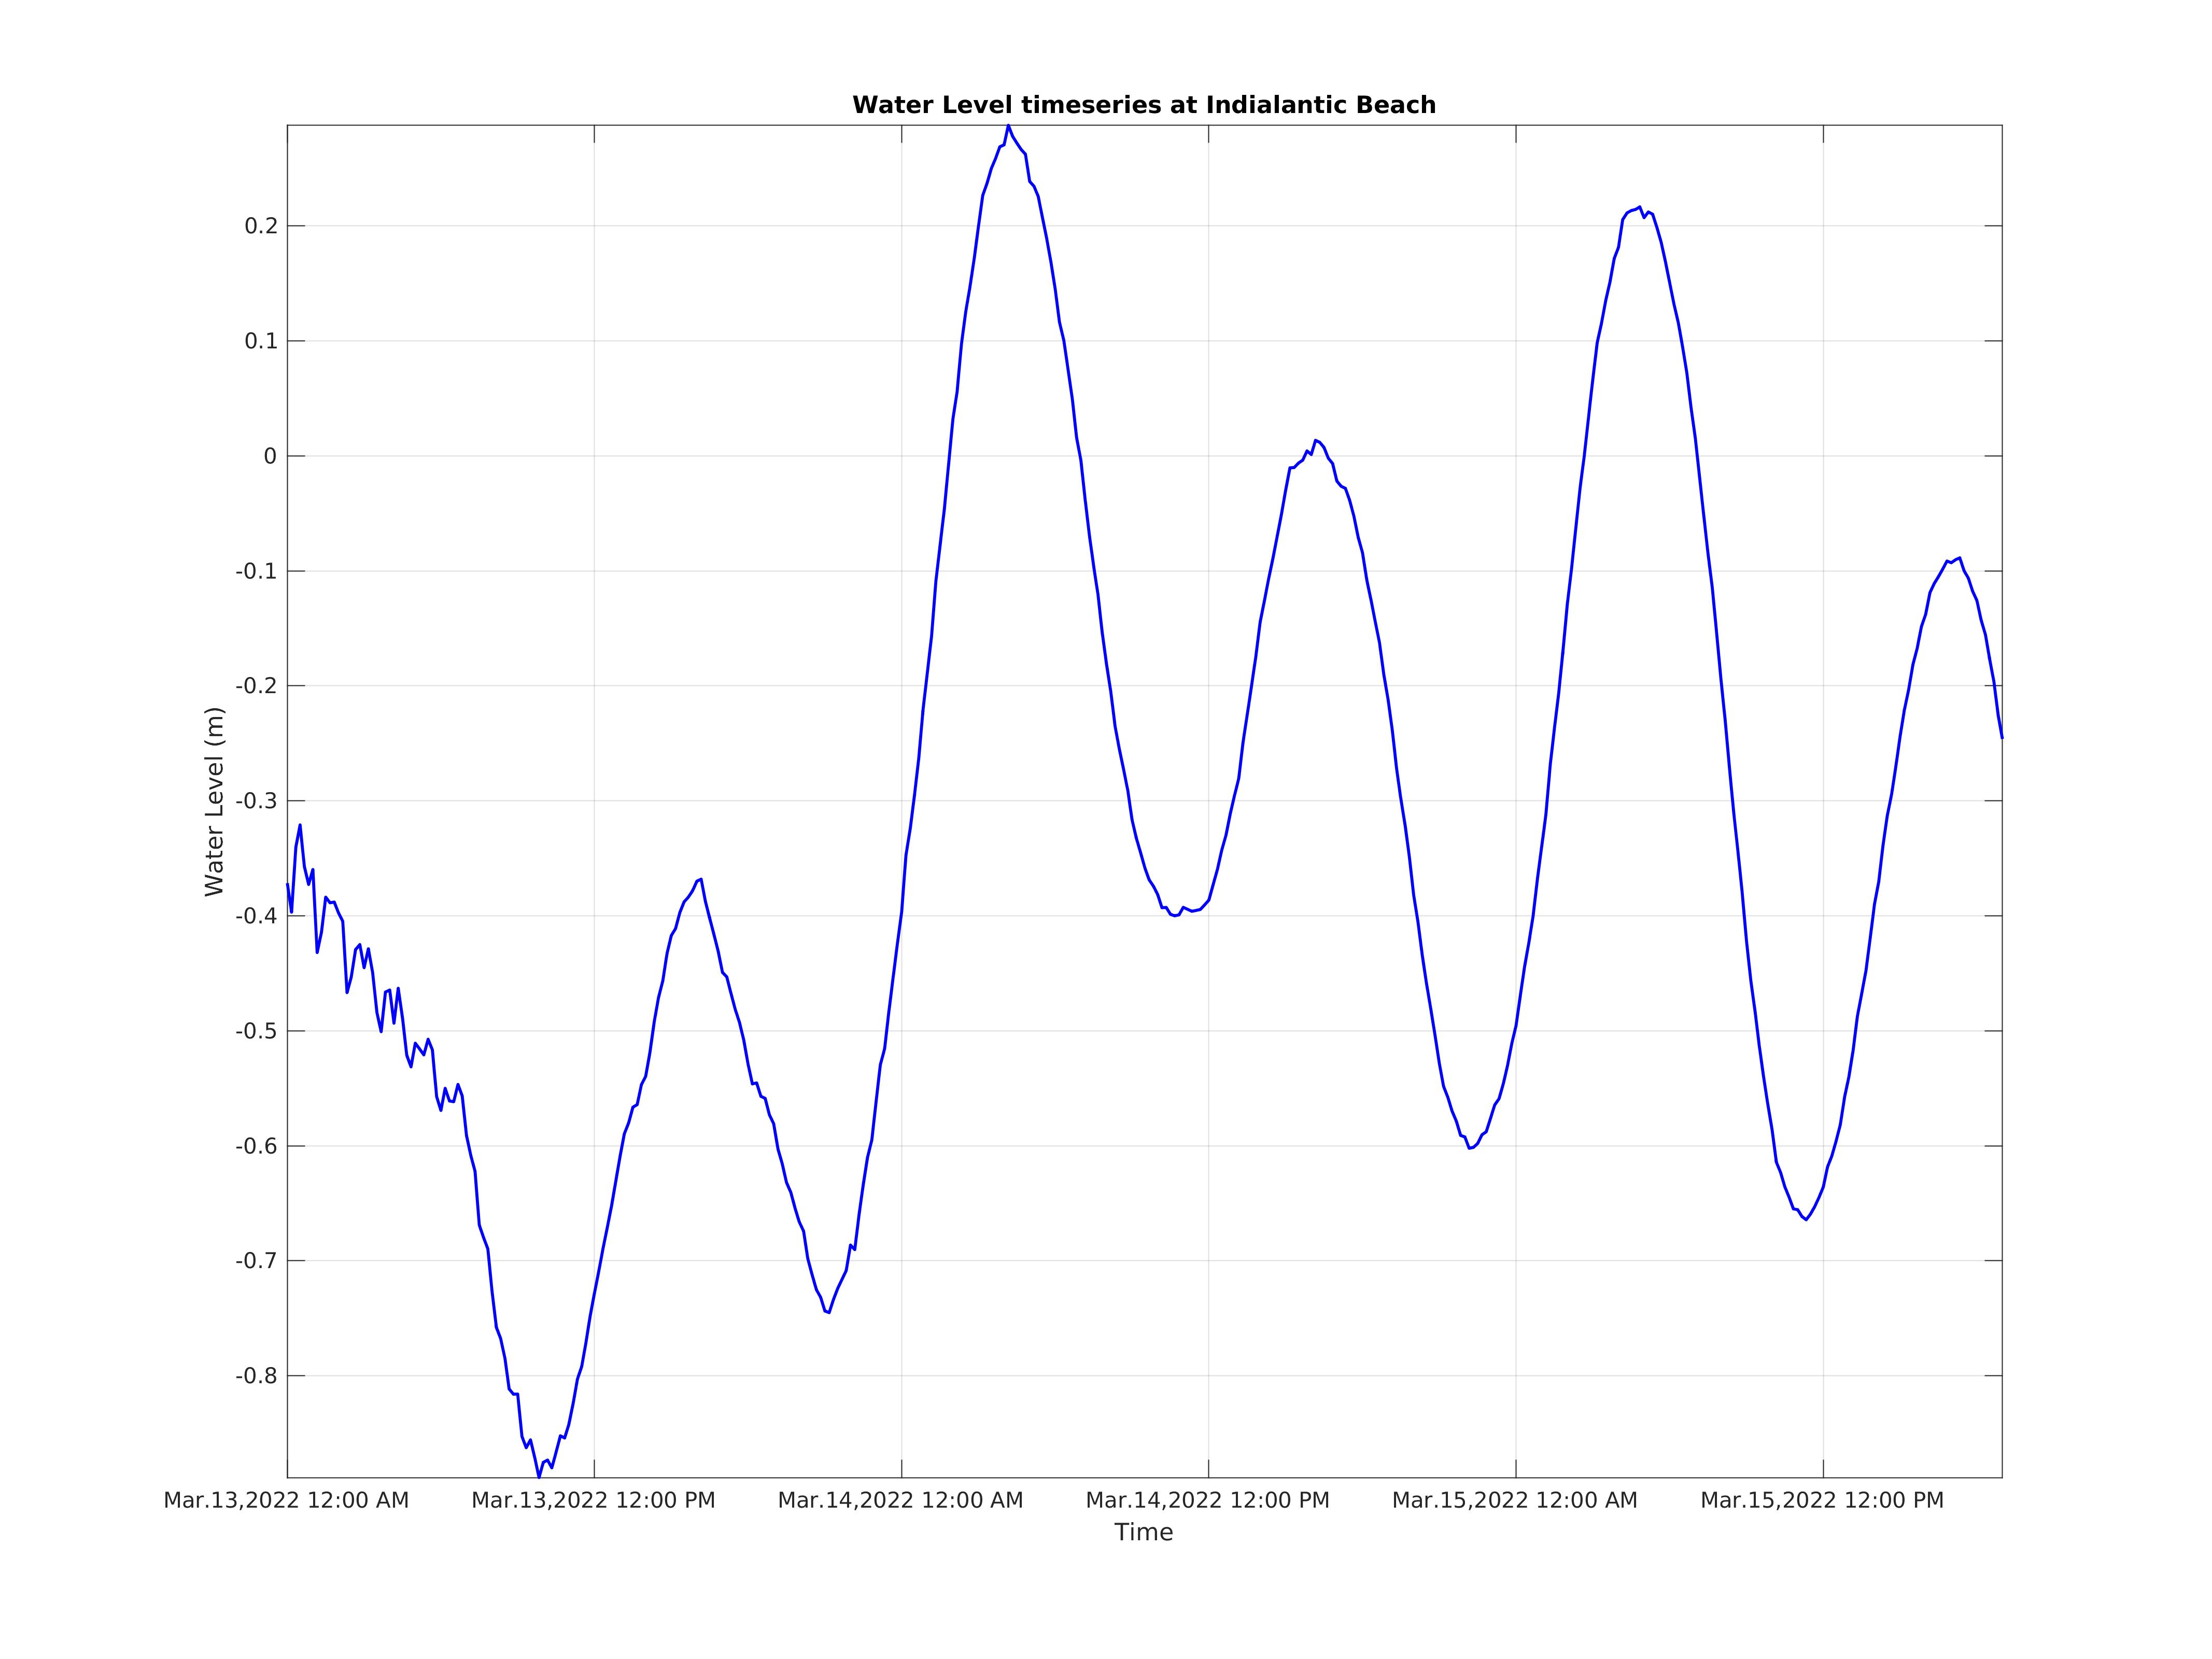 Water Level timeseries at Indialantic Beach
0.2
0.1
0
-0.1
-0.2
-0.3
-0.4
-0.5
-0.6
-0.7
-0.8
Water Level (m)
Mar.13,2022 12:00 AM
Mar.13,2022 12:00 PM
Mar.14,2022 12:00 AM
Mar.14,2022 12:00 PM
Mar.15,2022 12:00 AM
Mar.15,2022 12:00 PM
Time